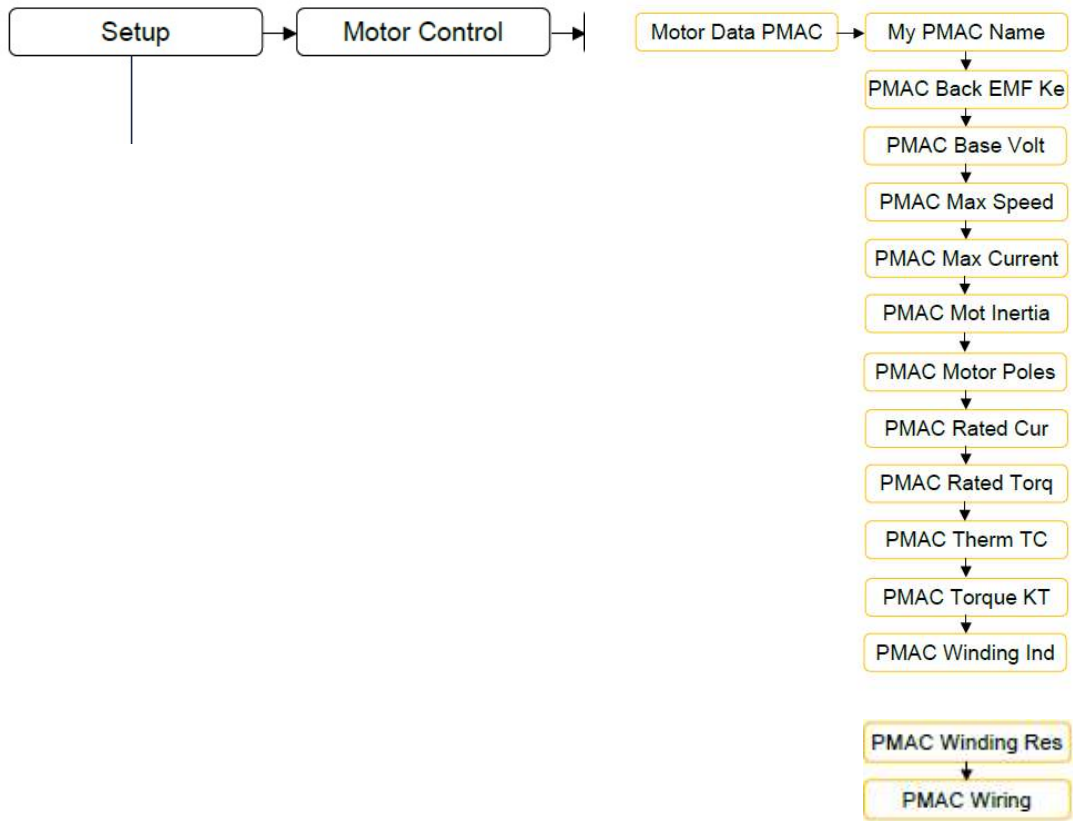 Setup
Motor Control
Motor Data PMAC
My PMAC Name
PMAC Back EMF Ke
PMAC Base Volt
PMAC Max Speed
PMAC Max Current
PMAC Mot Inertia
PMAC Motor Poles
PMAC Rated Cur
PMAC Rated Torq
PMAC Therm TC
PMAC Torque KT
PMAC Winding Ind
PMAC Winding Res
PMAC Wiring